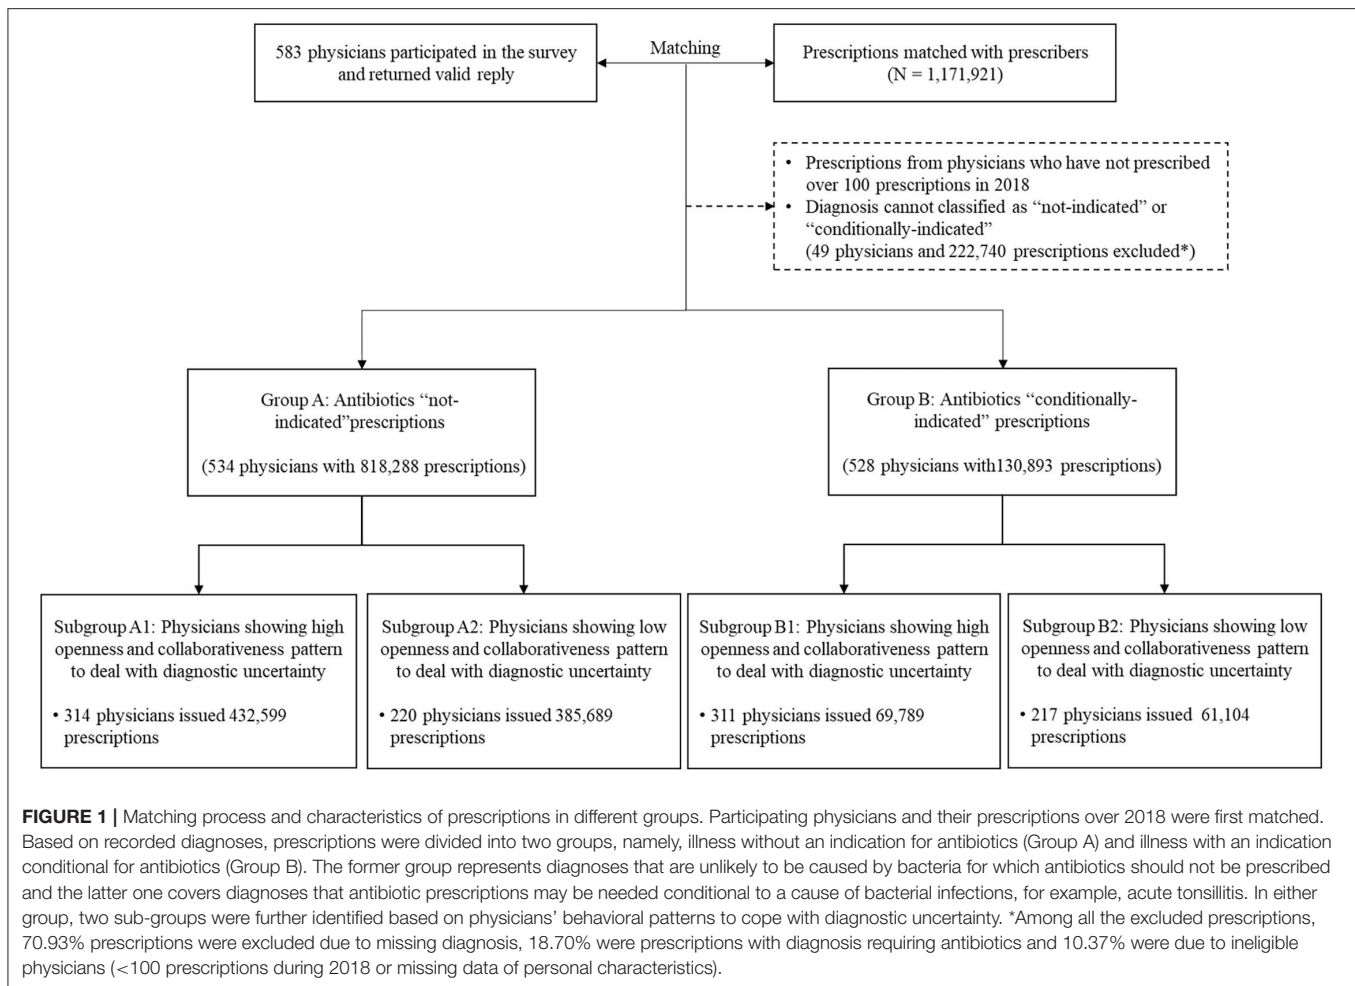 583 physicians participated in the survey
and returned valid reply
Matching
Prescriptions matched with prescribers
(N = 1,171,921)
• Prescriptions from physicians who have not prescribed
over 100 prescriptions in 2018
• Diagnosis cannot classified as “not-indicated” or
“conditionally-indicated”
(49 physicians and 222,740 prescriptions excluded*)
Group A: Antibiotics “not-
indicated”prescriptions
(534 physicians with 818,288 prescriptions)
Group B: Antibiotics “conditionally-
indicated” prescriptions
(528 physicians with130,893 prescriptions)
Subgroup A1: Physicians showing high
openness and collaborativeness pattern
to deal with diagnostic uncertainty
• 314 physicians issued 432,599
prescriptions
Subgroup A2: Physicians showing low
openness and collaborativeness pattern
to deal with diagnostic uncertainty
• 220 physicians issued 385,689
prescriptions
Subgroup B1: Physicians showing high
openness and collaborativeness pattern
to deal with diagnostic uncertainty
• 311 physicians issued 69,789
prescriptions
Subgroup B2: Physicians showing low
openness and collaborativeness pattern
to deal with diagnostic uncertainty
• 217 physicians issued 61,104
prescriptions
FIGURE 1 | Matching process and characteristics of prescriptions in different groups. Participating physicians and their prescriptions over 2018 were first matched.
Based on recorded diagnoses, prescriptions were divided into two groups, namely, illness without an indication for antibiotics (Group A) and illness with an indication
conditional for antibiotics (Group B). The former group represents diagnoses that are unlikely to be caused by bacteria for which antibiotics should not be prescribed
and the latter one covers diagnoses that antibiotic prescriptions may be needed conditional to a cause of bacterial infections, for example, acute tonsillitis. In either
group, two sub-groups were further identified based on physicians’ behavioral patterns to cope with diagnostic uncertainty. *Among all the excluded prescriptions,
70.93% prescriptions were excluded due to missing diagnosis, 18.70% were prescriptions with diagnosis requiring antibiotics and 10.37% were due to ineligible
physicians (<100 prescriptions during 2018 or missing data of personal characteristics).